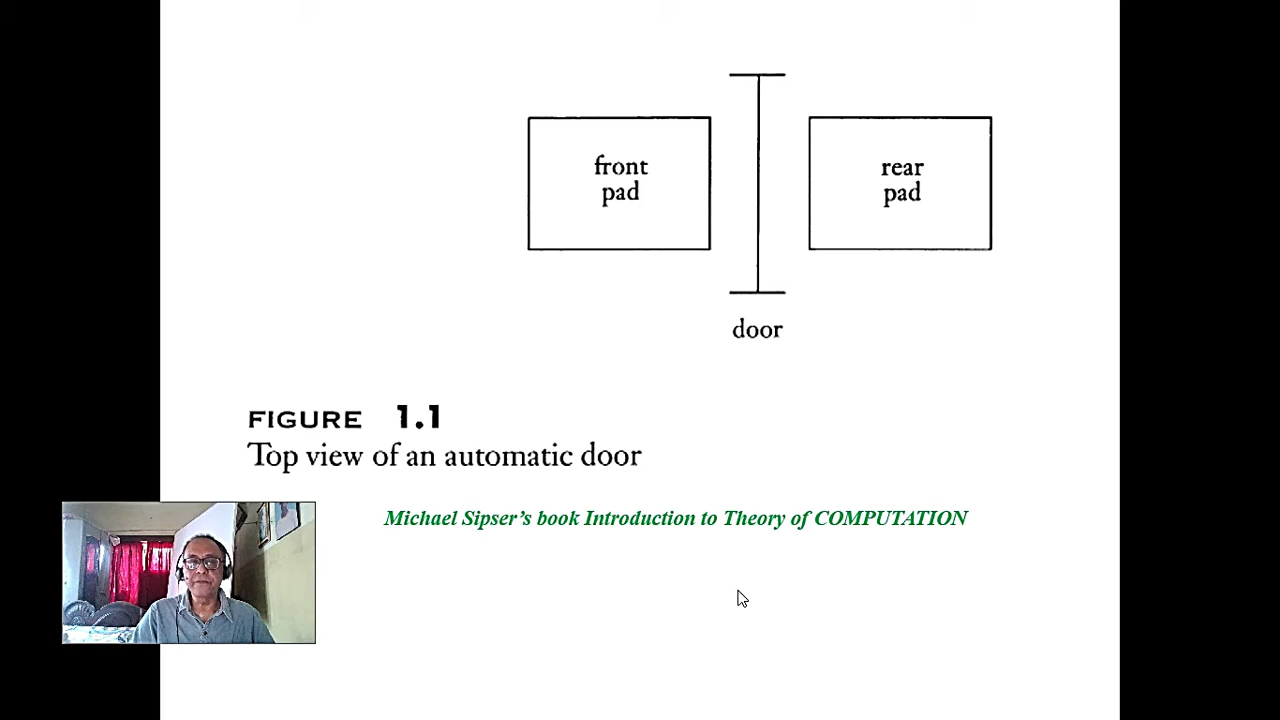 front
pad
rear
pad
door
FIGURE 1.1
Top view of an automatic door
Michael Sipser’s book Introduction to Theory of COMPUTATION